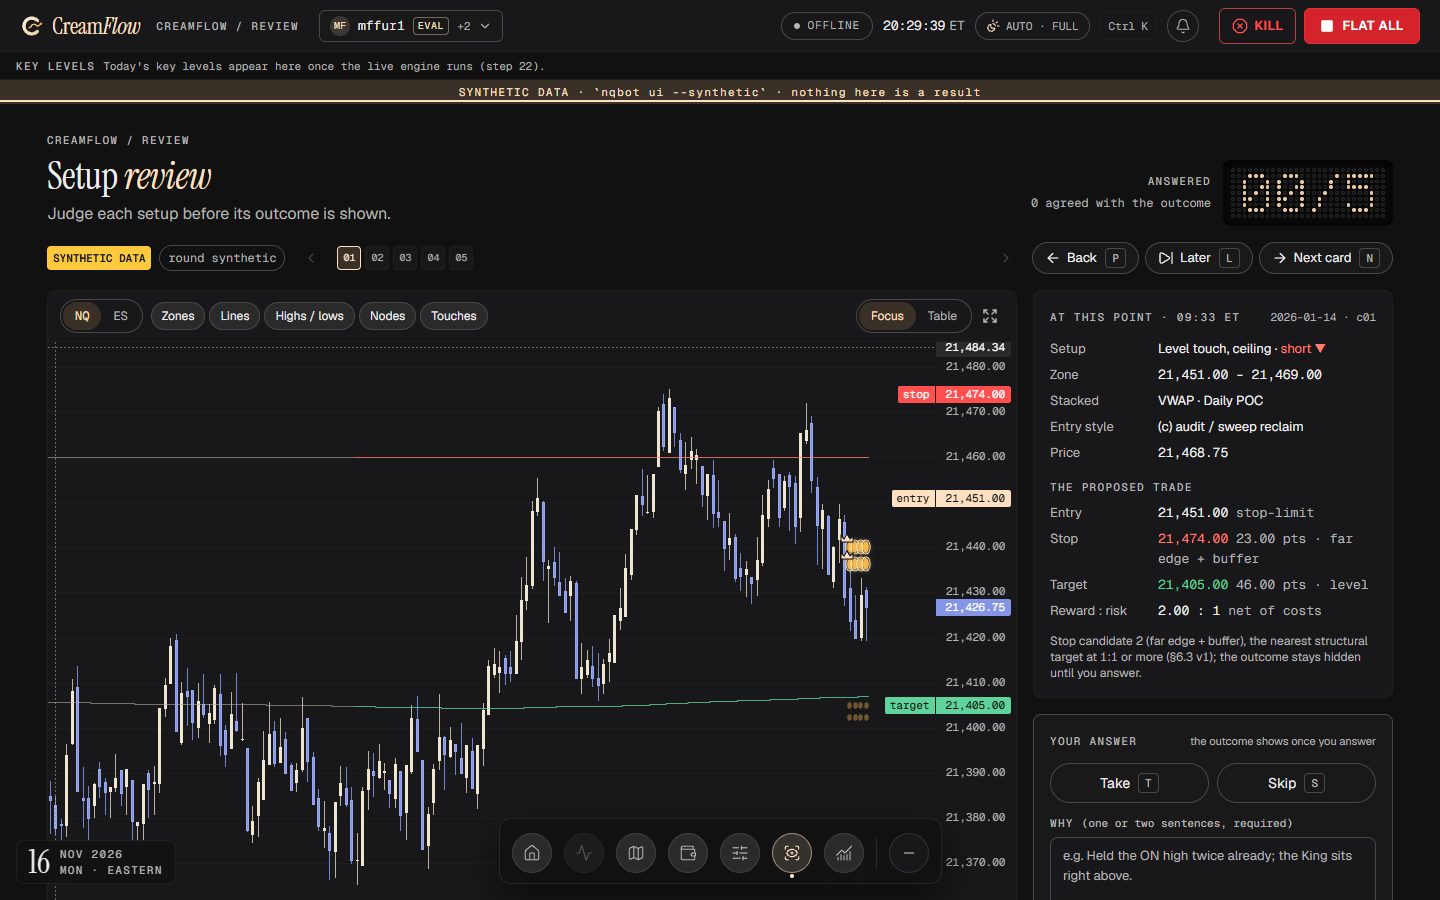 CreamFlow
CREAMFLOW / REVIEW
MF mffur1 EVAL +2
OFFLINE
20:29:39 ET
AUTO · FULL
Ctrl K
KILL
FLAT ALL
KEY LEVELS Today's key levels appear here once the live engine runs (step 22).
SYNTHETIC DATA · `nqbot ui --synthetic` · nothing here is a result
CREAMFLOW / REVIEW
Setup review
Judge each setup before its outcome is shown.
ANSWERED
0 agreed with the outcome
00/5
SYNTHETIC DATA
round synthetic
01 02 03 04 05
Back P
Later L
Next card N
NQ ES
Zones
Lines
Highs / lows
Nodes
Touches
Focus Table
21,484.34
21,480.00
stop 21,474.00
21,470.00
21,460.00
entry 21,451.00
21,440.00
21,430.00
21,426.75
21,420.00
21,410.00
target 21,405.00
21,400.00
21,390.00
21,380.00
21,370.00
AT THIS POINT · 09:33 ET 2026-01-14 · c01
Setup Level touch, ceiling · short ▼
Zone 21,451.00 – 21,469.00
Stacked VWAP · Daily POC
Entry style (c) audit / sweep reclaim
Price 21,468.75
THE PROPOSED TRADE
Entry 21,451.00 stop-limit
Stop 21,474.00 23.00 pts · far
edge + buffer
Target 21,405.00 46.00 pts · level
Reward : risk 2.00 : 1 net of costs
Stop candidate 2 (far edge + buffer), the nearest structural
target at 1:1 or more (§6.3 v1); the outcome stays hidden
until you answer.
YOUR ANSWER the outcome shows once you answer
Take T
Skip S
WHY (one or two sentences, required)
e.g. Held the ON high twice already; the King sits
right above.
16 NOV 2026
MON · EASTERN